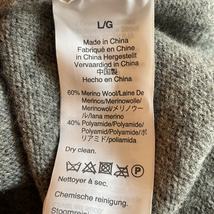 L/G
Made in China
Fabriqué en Chine
In China Hergestellt
Vervaardigd in China
中国製
Hecho en China
60% Merino Wool/Laine De
Merinos/Merinowolle/
Merinowol/メリノウー
ル/lana merino
40% Polyamide/Polyamide/
Polyamid/Polyamide/ポ
リアミド/poliamida
Dry clean.
Nettoyer à sec.
Chemische reinigung.